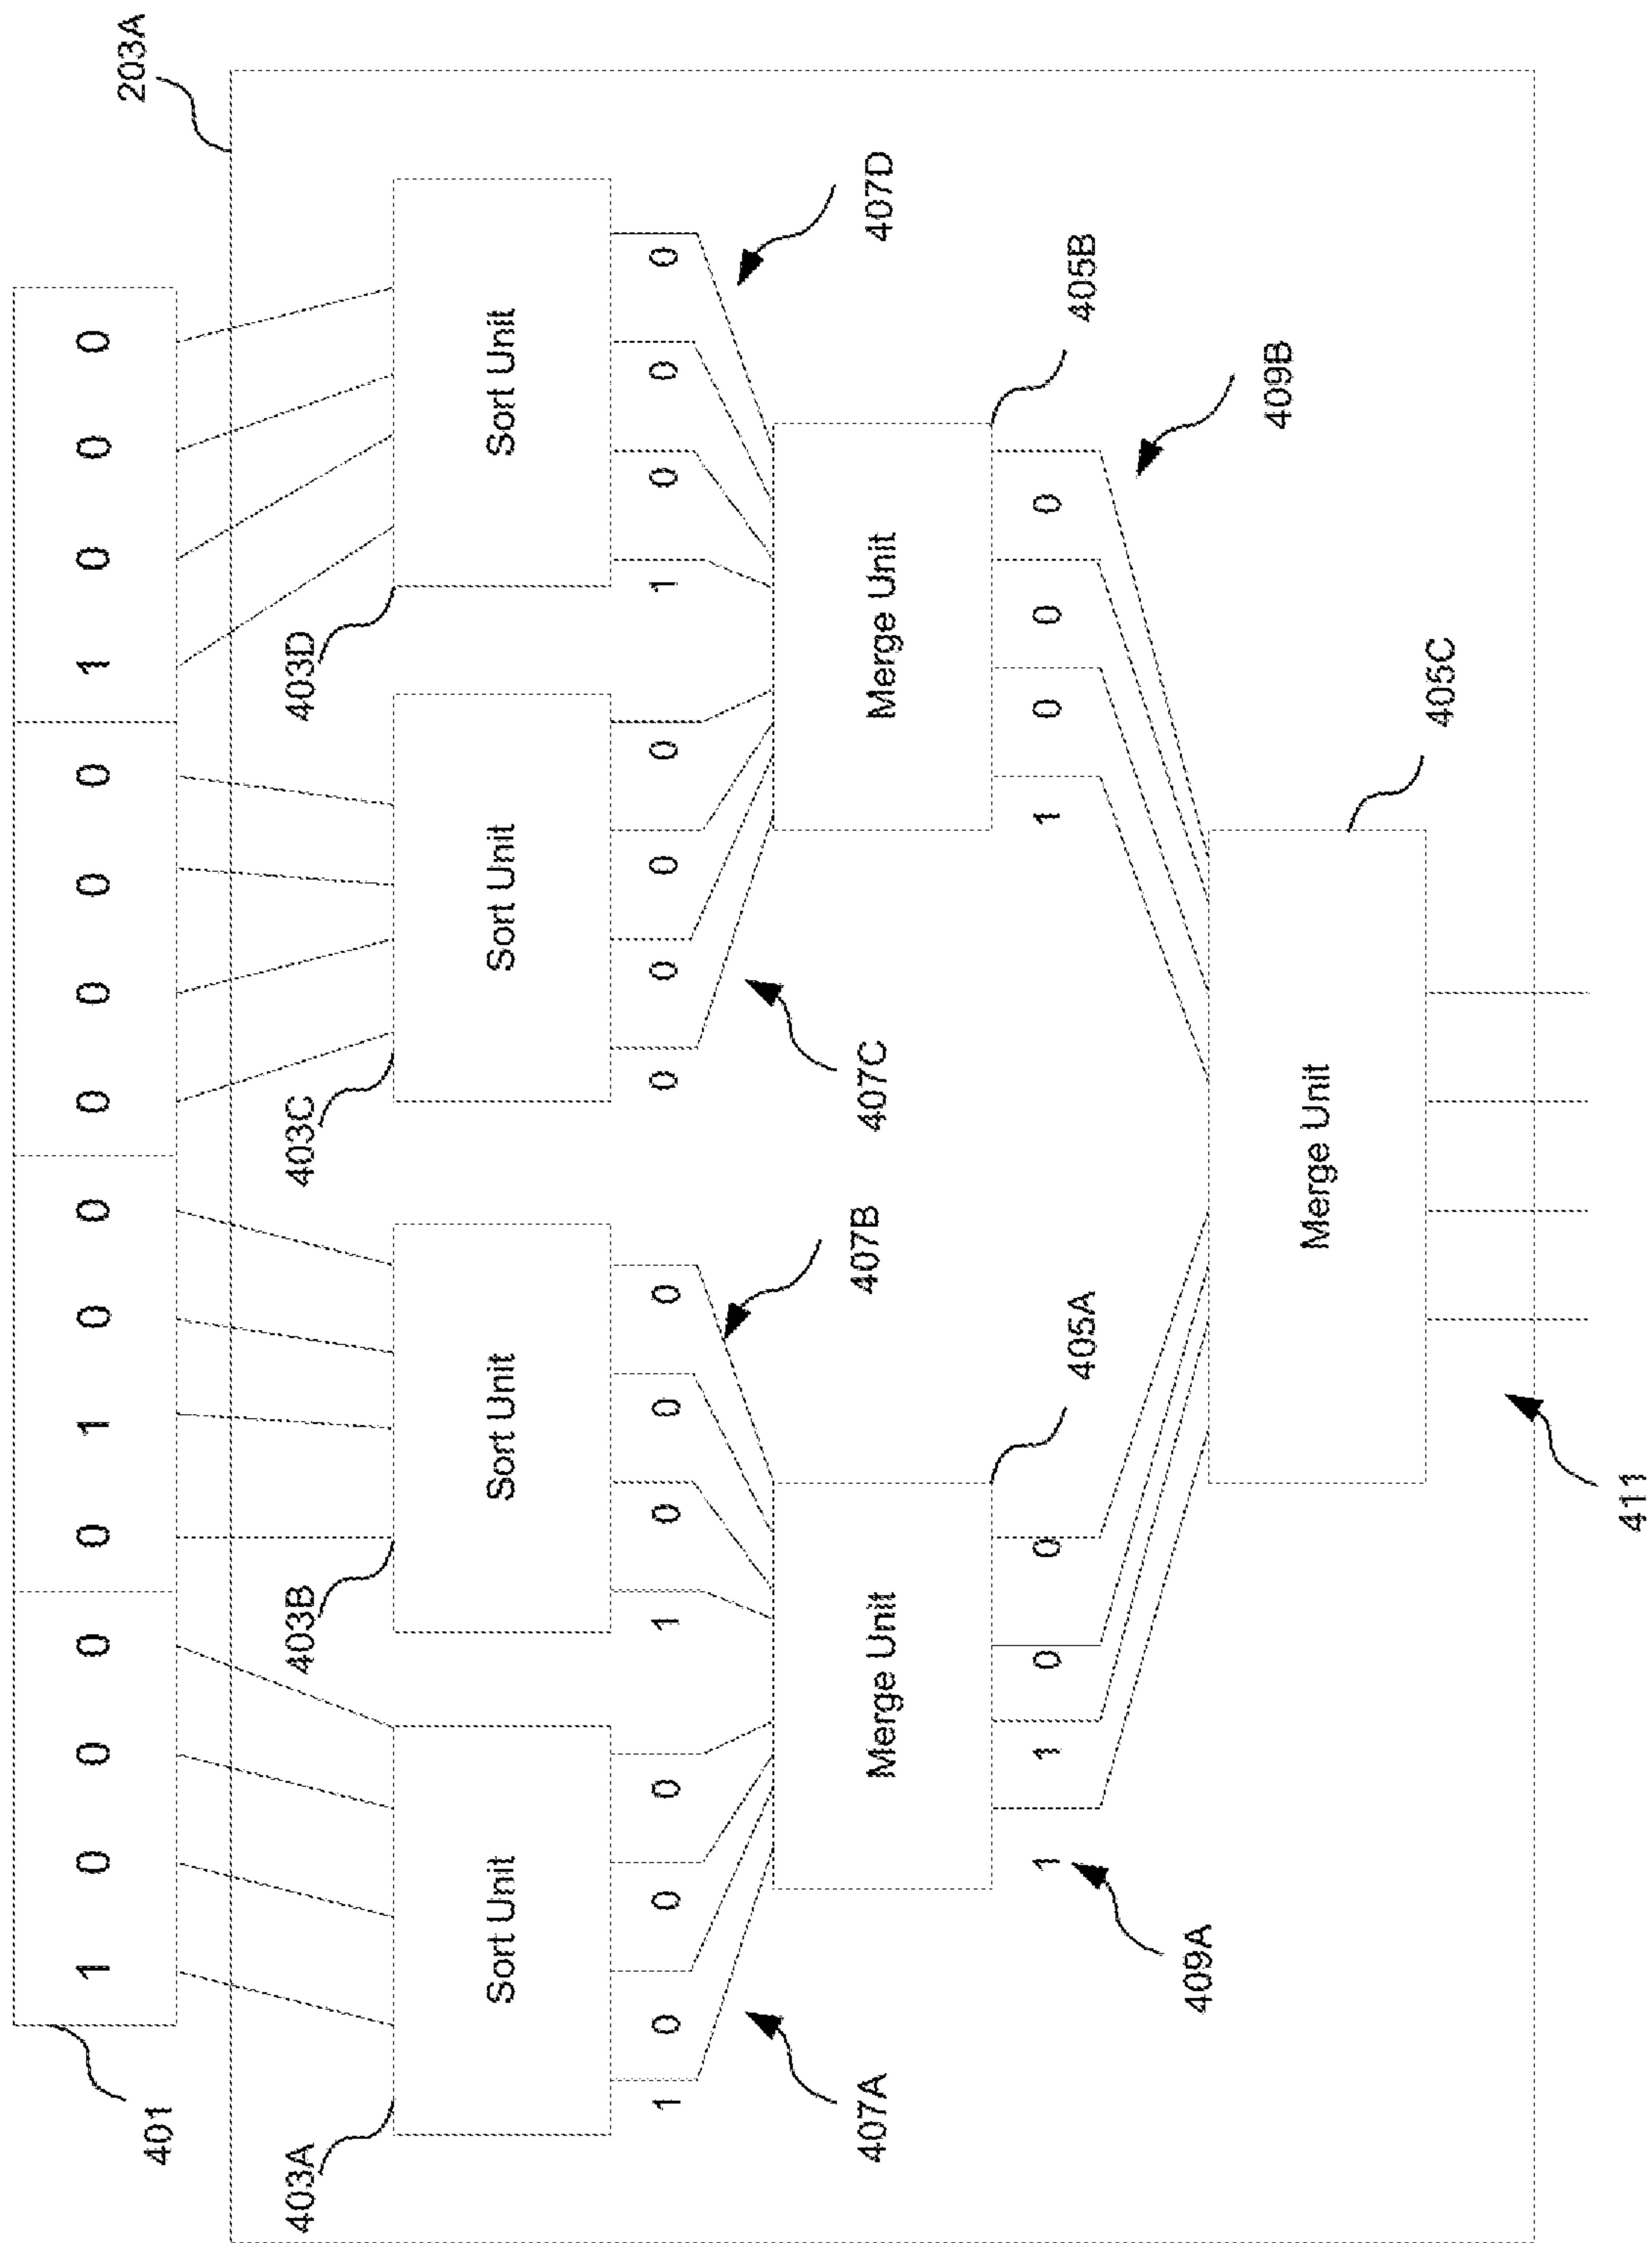 1 0 0 0 0 1 0 0 0 0 0 0 1 0 0 0
401
203A
403A 403B 403C 403D
Sort Unit Sort Unit Sort Unit Sort Unit
1 0 0 0 1 0 0 0 0 0 0 0 1 0 0 0
407A 407B 407C 407D
Merge Unit Merge Unit
1 1 0 0 1 0 0 0
405A 405B
409A 409B
Merge Unit
405C
411